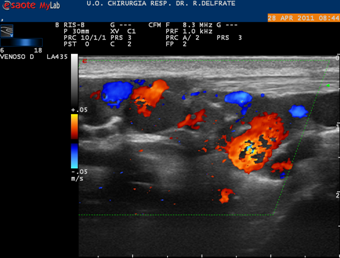 esaote MyLab
U.O. CHIRURGIA RESP. DR. R.DELFRATE
28 APR 2011 08:44
B RIS-B G --- CFM F 8.3 MHz G ---
P 30mm XV C1 PRF 1.0 kHz
PRC 10/1/1 PRS 3 PRC A/ 2 PRS 3
PST 0 C 2 FP 2
6 18
VENOSO D LA435
+.05
-.05
m/s